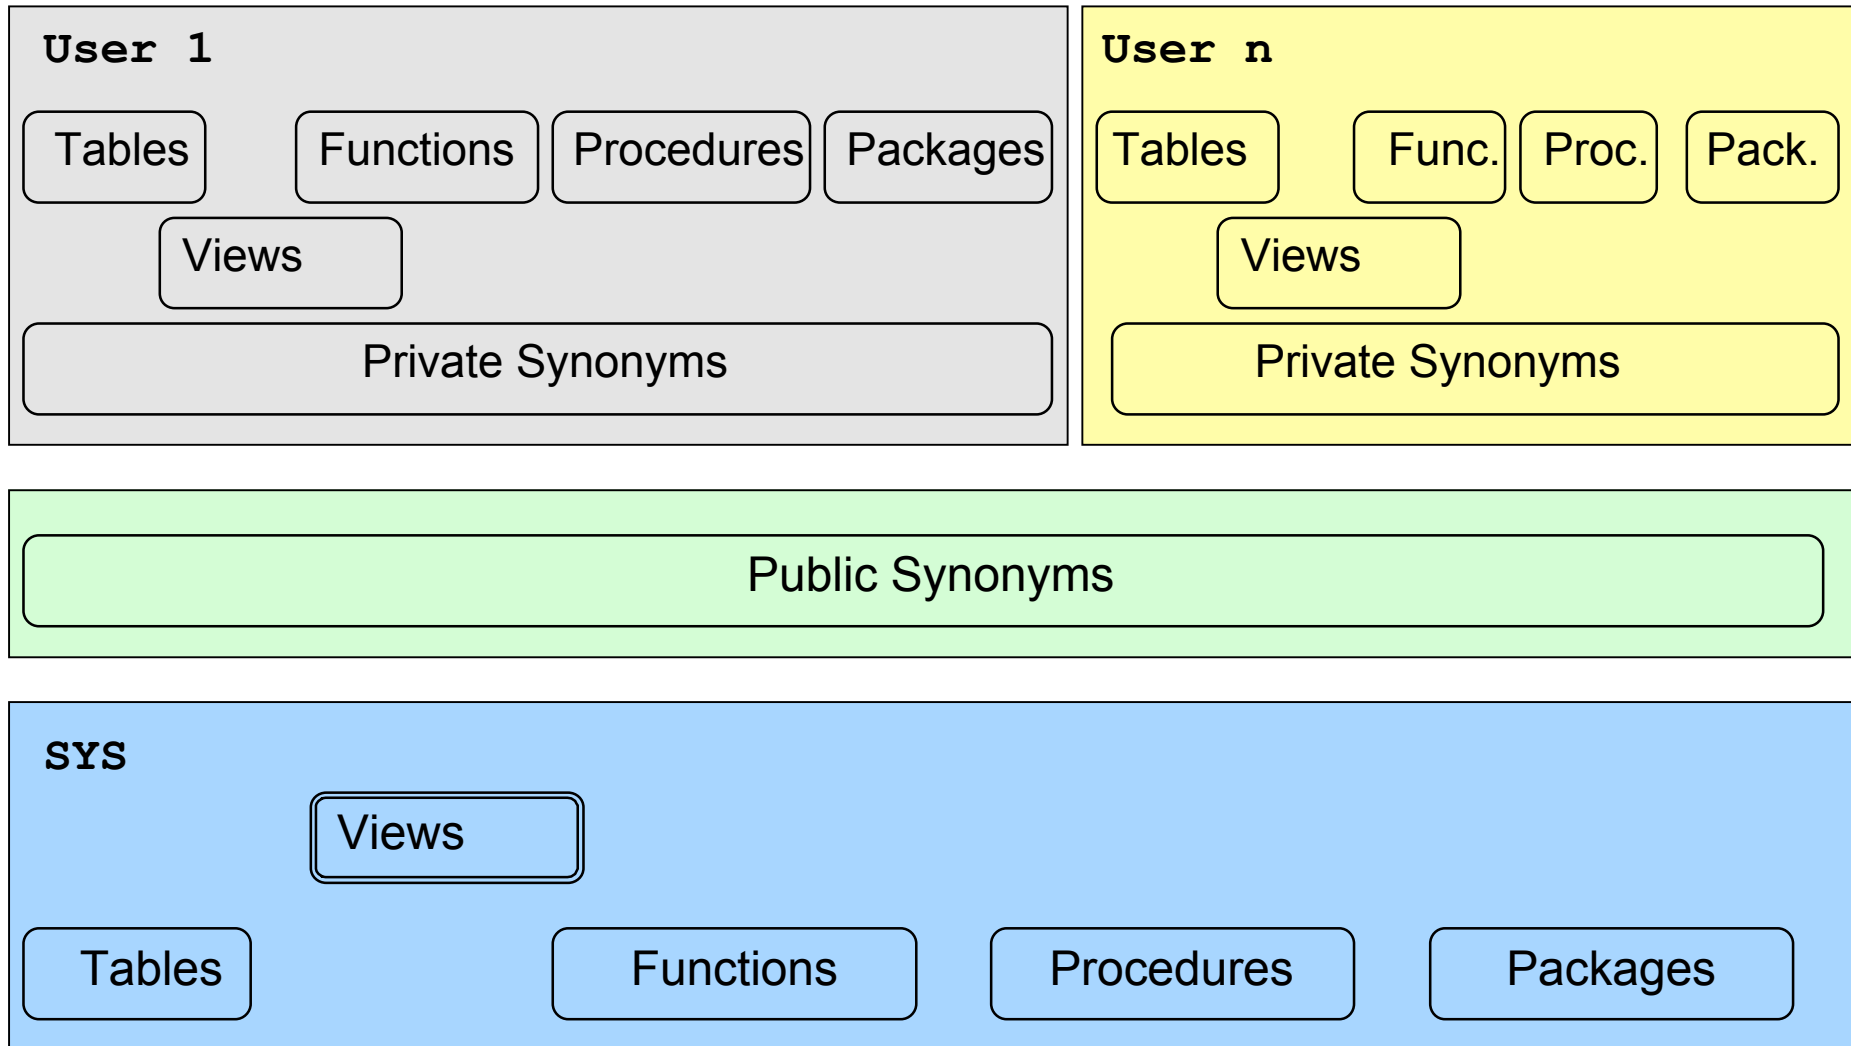 User 1
Tables Functions Procedures Packages
Views
Private Synonyms
User n
Tables Func. Proc. Pack.
Views
Private Synonyms
Public Synonyms
SYS
Views
Tables Functions Procedures Packages